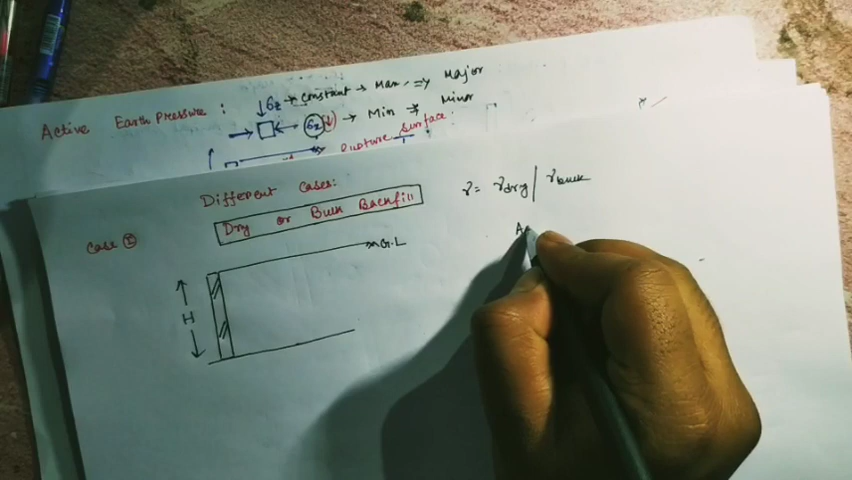 Active Earth Pressure : ↓σz → constant → Max. ⇒ Major
σx ↓ → Min → Minor
rupture surface:
Different Cases:
Case ①
Dry or Bulk Backfill
γ = γdry | γbulk
G.L
H
A